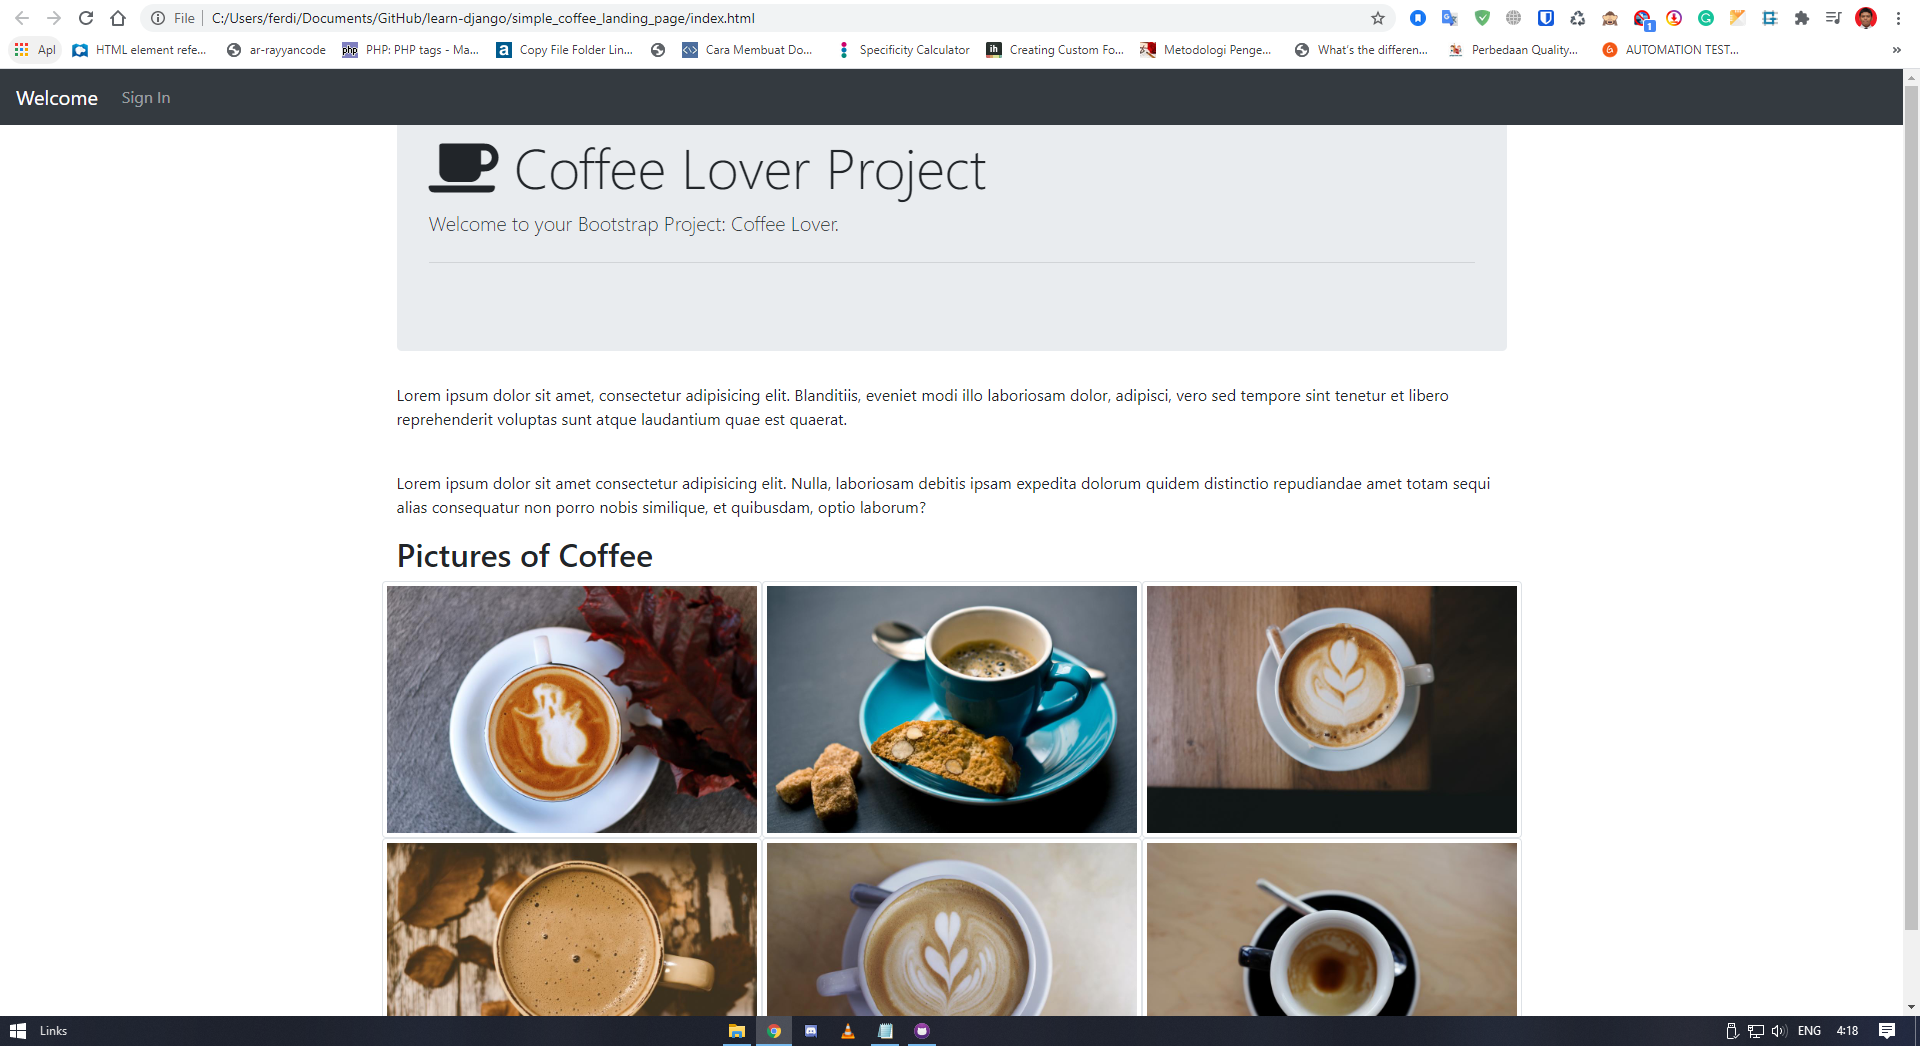 File
C:/Users/ferdi/Documents/GitHub/learn-django/simple_coffee_landing_page/index.html
1
Apl
HTML element refe...
ar-rayyancode
php
PHP: PHP tags - Ma...
a
Copy File Folder Lin...
Cara Membuat Do...
Specificity Calculator
ih
Creating Custom Fo...
Metodologi Penge...
What's the differen...
Perbedaan Quality...
AUTOMATION TEST...
Welcome
Sign In
Coffee Lover Project
Welcome to your Bootstrap Project: Coffee Lover.
Lorem ipsum dolor sit amet, consectetur adipisicing elit. Blanditiis, eveniet modi illo laboriosam dolor, adipisci, vero sed tempore sint tenetur et libero
reprehenderit voluptas sunt atque laudantium quae est quaerat.
Lorem ipsum dolor sit amet consectetur adipisicing elit. Nulla, laboriosam debitis ipsam expedita dolorum quidem distinctio repudiandae amet totam sequi
alias consequatur non porro nobis similique, et quibusdam, optio laborum?
Pictures of Coffee
Links
ENG
4:18